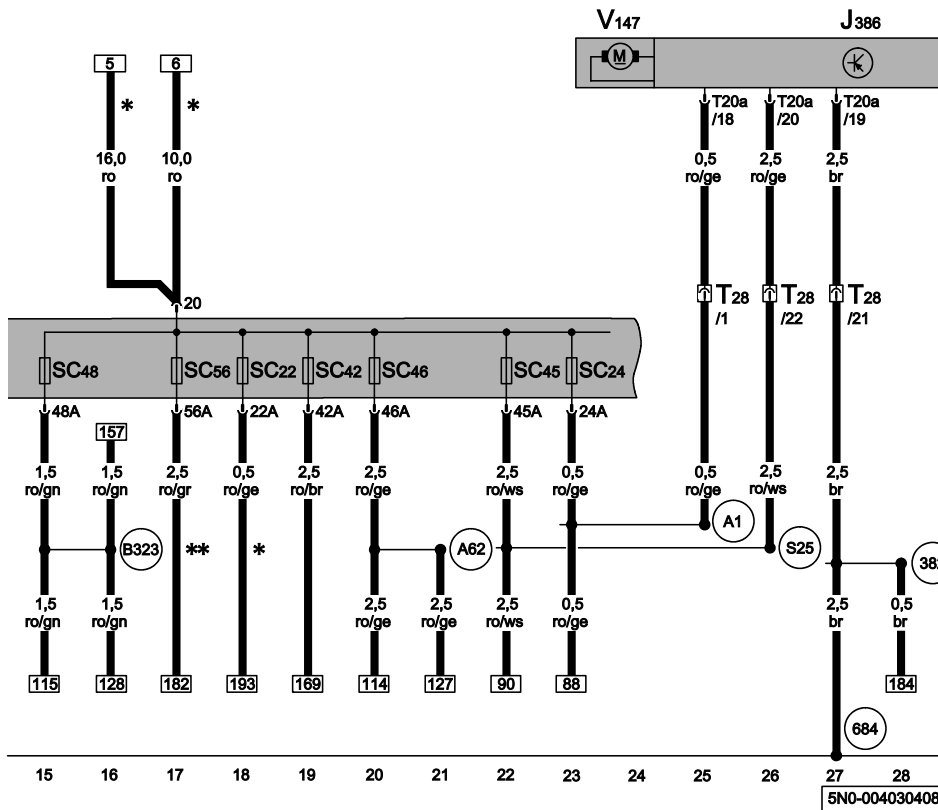 V147 J386
5 6
* *
T20a T20a T20a
/18 /20 /19
16,0 10,0 0,5 2,5 2,5
ro ro ro/ge ro/ge br
20 T28 T28 T28
/1 /22 /21
SC48 SC56 SC22 SC42 SC46 SC45 SC24
48A 56A 22A 42A 46A 45A 24A
157
1,5 1,5 2,5 0,5 2,5 2,5 2,5 0,5 0,5 2,5 2,5
ro/gn ro/gn ro/gr ro/ge ro/br ro/ge ro/ws ro/ge ro/ge ro/ws br
A1
B323 ** * A62 S25
1,5 1,5 2,5 2,5 2,5 0,5 2,5 0,5
ro/gn ro/gn ro/ge ro/ge ro/ws ro/ge br br
115 128 182 193 169 114 127 90 88 184
684
15 16 17 18 19 20 21 22 23 24 25 26 27 28
5N0-004030408
M